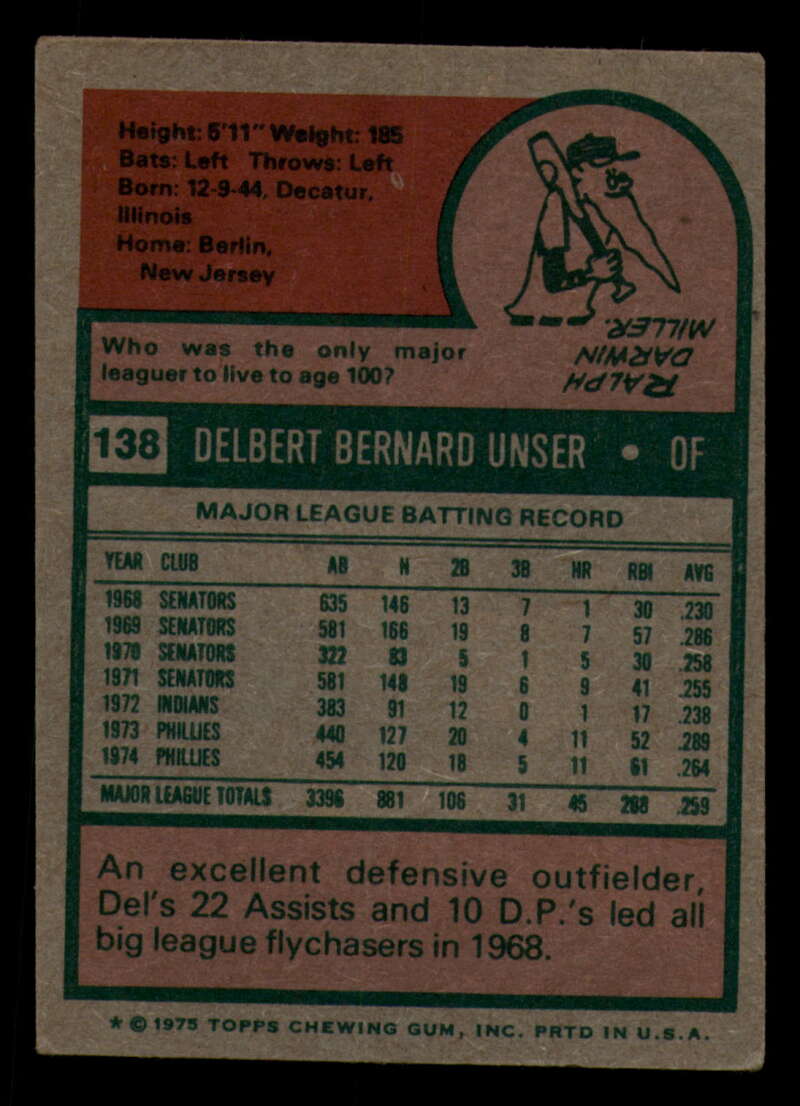 Height: 5'11" Weight: 185
Bats: Left Throws: Left
Born: 12-9-44, Decatur,
Illinois
Home: Berlin,
New Jersey
Who was the only major
leaguer to live to age 100?
RALPH
DARWIN
MILLER.
138 DELBERT BERNARD UNSER • OF
MAJOR LEAGUE BATTING RECORD
YEAR CLUB AB H 2B 3B HR RBI AVG
1968 SENATORS 635 146 13 7 1 30 .230
1969 SENATORS 581 166 19 8 7 57 .286
1970 SENATORS 322 83 5 1 5 30 .258
1971 SENATORS 581 148 19 6 9 41 .255
1972 INDIANS 383 91 12 0 1 17 .238
1973 PHILLIES 440 127 20 4 11 52 .289
1974 PHILLIES 454 120 18 5 11 61 .264
MAJOR LEAGUE TOTALS 3396 881 106 31 45 288 .259
An excellent defensive outfielder,
Del's 22 Assists and 10 D.P.'s led all
big league flychasers in 1968.
* © 1975 TOPPS CHEWING GUM, INC. PRTD IN U.S.A.